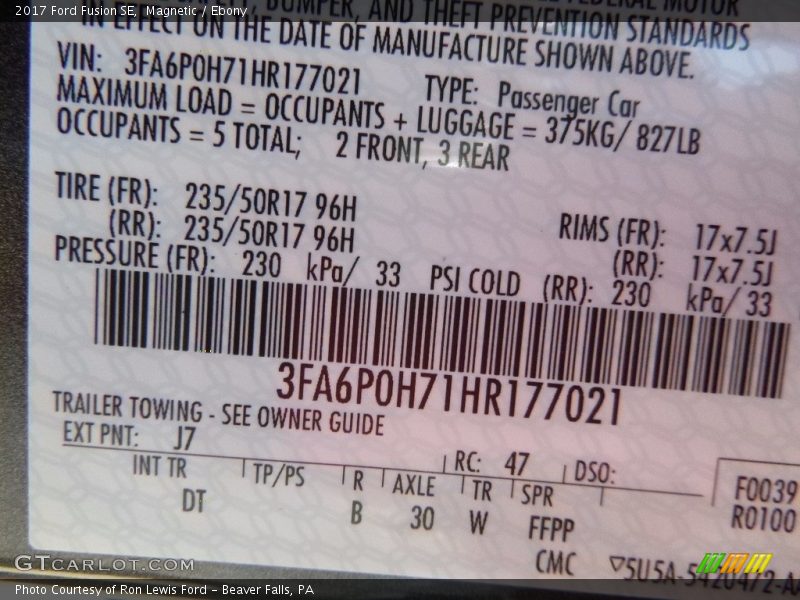 2017 Ford Fusion SE, Magnetic / Ebony
BUMPER, AND THEFT PREVENTION STANDARDS
IN EFFECT ON THE DATE OF MANUFACTURE SHOWN ABOVE.
VIN: 3FA6P0H71HR177021 TYPE: Passenger Car
MAXIMUM LOAD = OCCUPANTS + LUGGAGE = 375KG/ 827LB
OCCUPANTS = 5 TOTAL; 2 FRONT, 3 REAR
TIRE (FR): 235/50R17 96H RIMS (FR): 17x7.5J
(RR): 235/50R17 96H (RR): 17x7.5J
PRESSURE (FR): 230 kPa/ 33 PSI COLD (RR): 230 kPa/ 33
3FA6P0H71HR177021
TRAILER TOWING - SEE OWNER GUIDE
EXT PNT: J7 RC: 47 DSO:
INT TR TP/PS R AXLE TR SPR F0039
DT B 30 W FFPP R0100
CMC
GTCARLOT.COM
Photo Courtesy of Ron Lewis Ford – Beaver Falls, PA